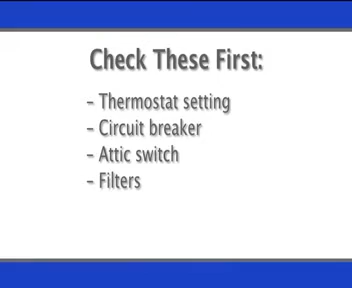 Check These First:
– Thermostat setting
– Circuit breaker
– Attic switch
– Filters